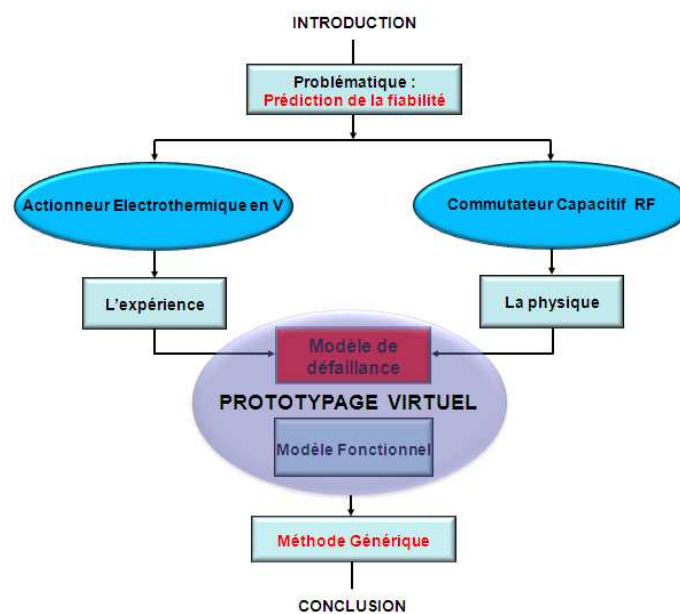 INTRODUCTION
Problématique :
Prédiction de la fiabilité
Actionneur Electrothermique en V
Commutateur Capacitif RF
L'expérience
La physique
Modèle de
défaillance
PROTOTYPAGE VIRTUEL
Modèle Fonctionnel
Méthode Générique
CONCLUSION